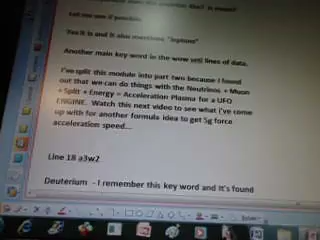 Let me see if
Yes it is and it also mentions "leptons"
Another main key word in the wow seti lines of data.
I've split this module into part two because I found
out that we can do things with the Neutrinos + Muon
+ Split + Energy = Acceleration Plasma for a UFO
ENGINE. Watch this next video to see what i've come
up with for another formula idea to get 5g force
acceleration speed...
Line 18 a3w2
Deuterium - I remember this key word and it's found